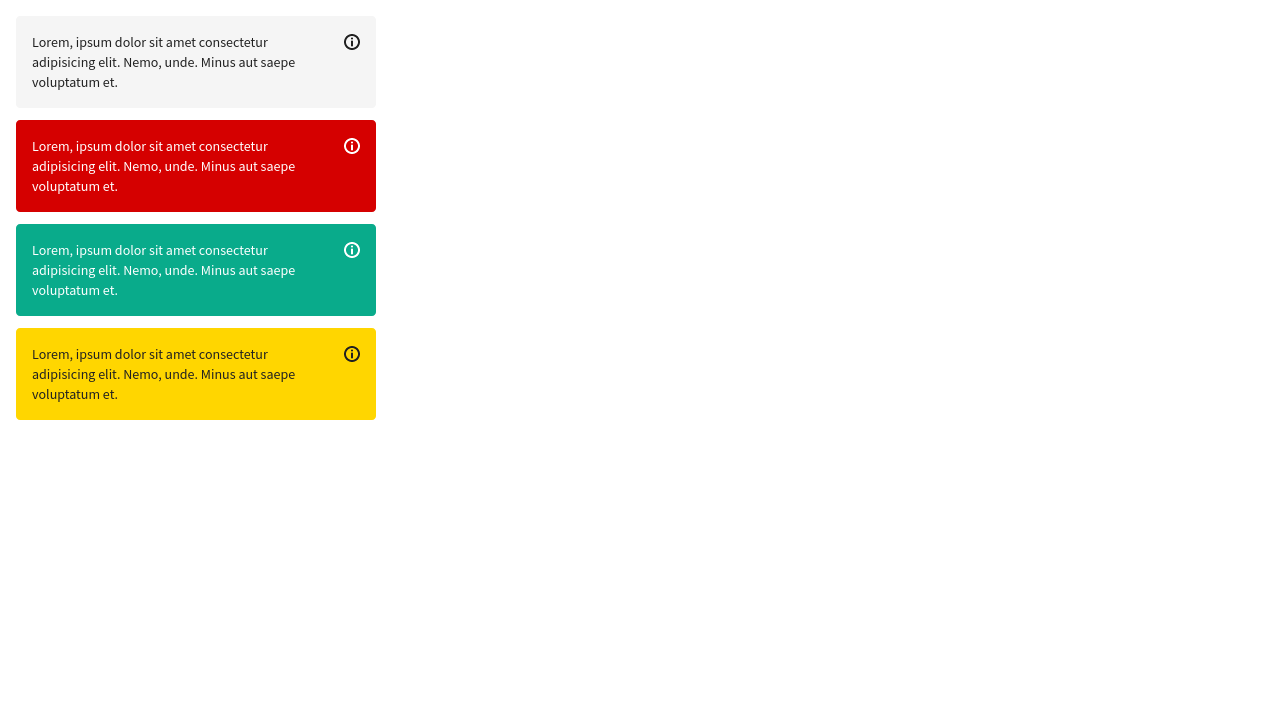 Lorem, ipsum dolor sit amet consectetur
adipisicing elit. Nemo, unde. Minus aut saepe
voluptatum et.
Lorem, ipsum dolor sit amet consectetur
adipisicing elit. Nemo, unde. Minus aut saepe
voluptatum et.
Lorem, ipsum dolor sit amet consectetur
adipisicing elit. Nemo, unde. Minus aut saepe
voluptatum et.
Lorem, ipsum dolor sit amet consectetur
adipisicing elit. Nemo, unde. Minus aut saepe
voluptatum et.